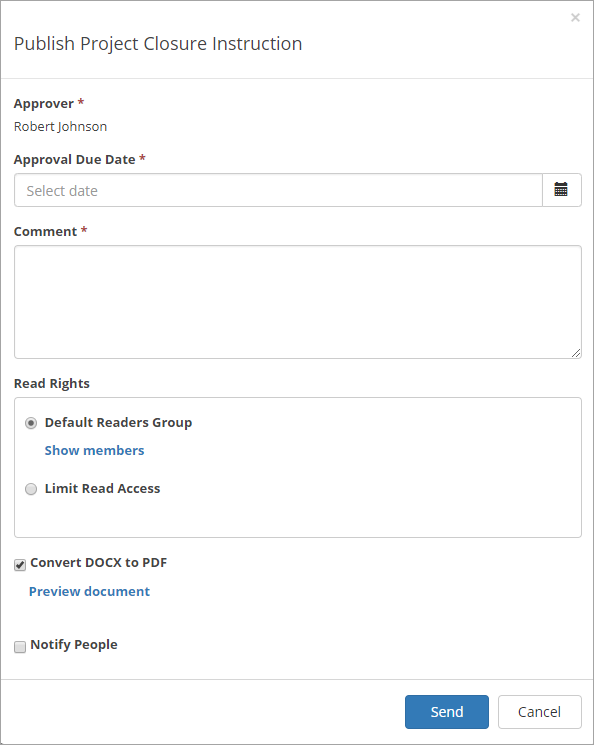 ×
Publish Project Closure Instruction
Approver *
Robert Johnson
Approval Due Date *
Select date
Comment *
Read Rights
Default Readers Group
Show members
Limit Read Access
Convert DOCX to PDF
Preview document
Notify People
Send Cancel